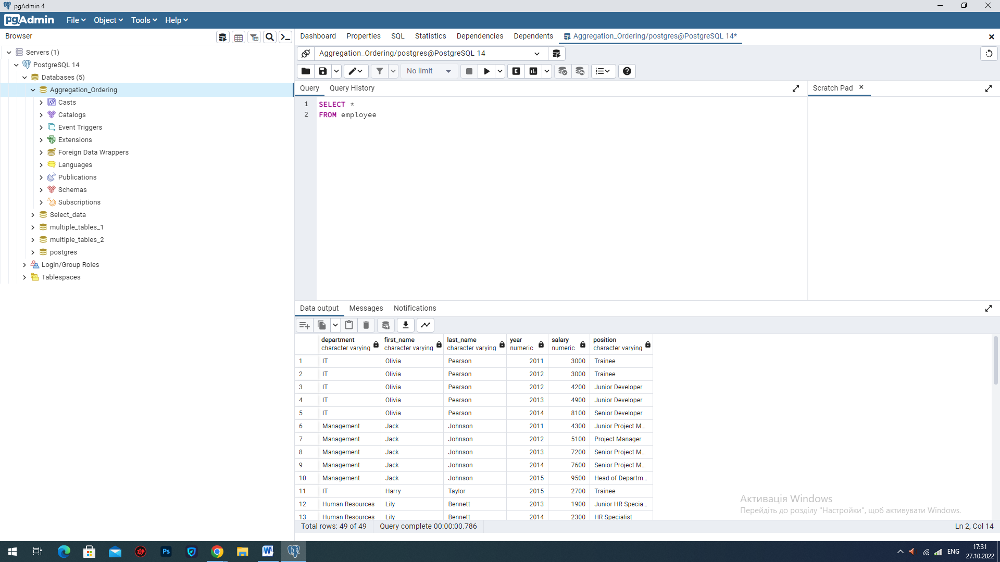 pgAdmin 4
pgAdmin File Object Tools Help
Browser
Dashboard Properties SQL Statistics Dependencies Dependents Aggregation_Ordering/postgres@PostgreSQL 14*
Servers (1)
PostgreSQL 14
Databases (5)
Aggregation_Ordering
Casts
Catalogs
Event Triggers
Extensions
Foreign Data Wrappers
Languages
Publications
Schemas
Subscriptions
Select_data
multiple_tables_1
multiple_tables_2
postgres
Login/Group Roles
Tablespaces
Aggregation_Ordering/postgres@PostgreSQL 14
No limit E
Query Query History
Scratch Pad
1 SELECT *
2 FROM employee
Data output Messages Notifications
department first_name last_name year salary position
character varying character varying character varying numeric numeric character varying
1 IT Olivia Pearson 2011 3000 Trainee
2 IT Olivia Pearson 2012 3000 Trainee
3 IT Olivia Pearson 2012 4200 Junior Developer
4 IT Olivia Pearson 2013 4900 Junior Developer
5 IT Olivia Pearson 2014 8100 Senior Developer
6 Management Jack Johnson 2011 4300 Junior Project M...
7 Management Jack Johnson 2012 5100 Project Manager
8 Management Jack Johnson 2013 7200 Senior Project M...
9 Management Jack Johnson 2014 7600 Senior Project M...
10 Management Jack Johnson 2015 9500 Head of Departm...
11 IT Harry Taylor 2015 2700 Trainee
12 Human Resources Lily Bennett 2013 1900 Junior HR Specia...
13 Human Resources Lily Bennett 2014 2300 HR Specialist
Активація Windows
Перейдіть до розділу "Настройки", щоб активувати Windows.
Total rows: 49 of 49 Query complete 00:00:00.786 Ln 2, Col 14
Ps W ENG
17:31
27.10.2022